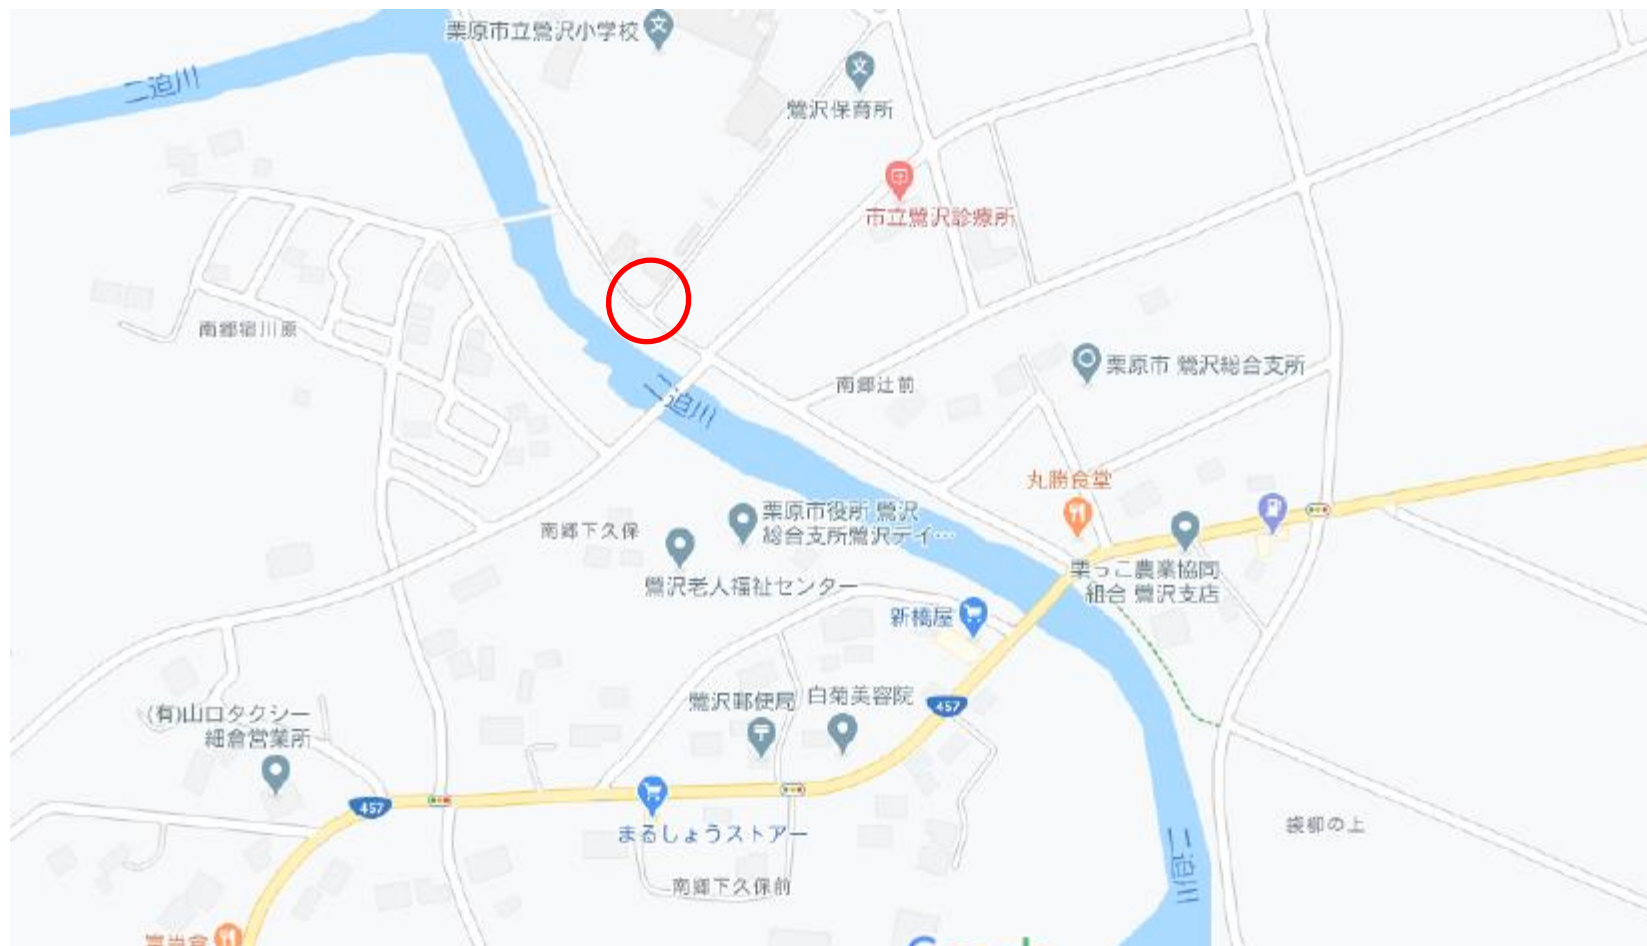 栗原市立鶯沢小学校
文
二迫川
文
鶯沢保育所
市立鶯沢診療所
南郷宿川原
栗原市 鶯沢総合支所
南郷辻前
二迫川
丸勝食堂
栗原市役所 鶯沢
総合支所鶯沢デイ…
南郷下久保
鶯沢老人福祉センター
栗っこ農業協同
組合 鶯沢支店
新橋屋
鶯沢郵便局
白菊美容院
457
(有)山口タクシー
細倉営業所
457
まるしょうストアー
袋柳の上
二迫川
南郷下久保前